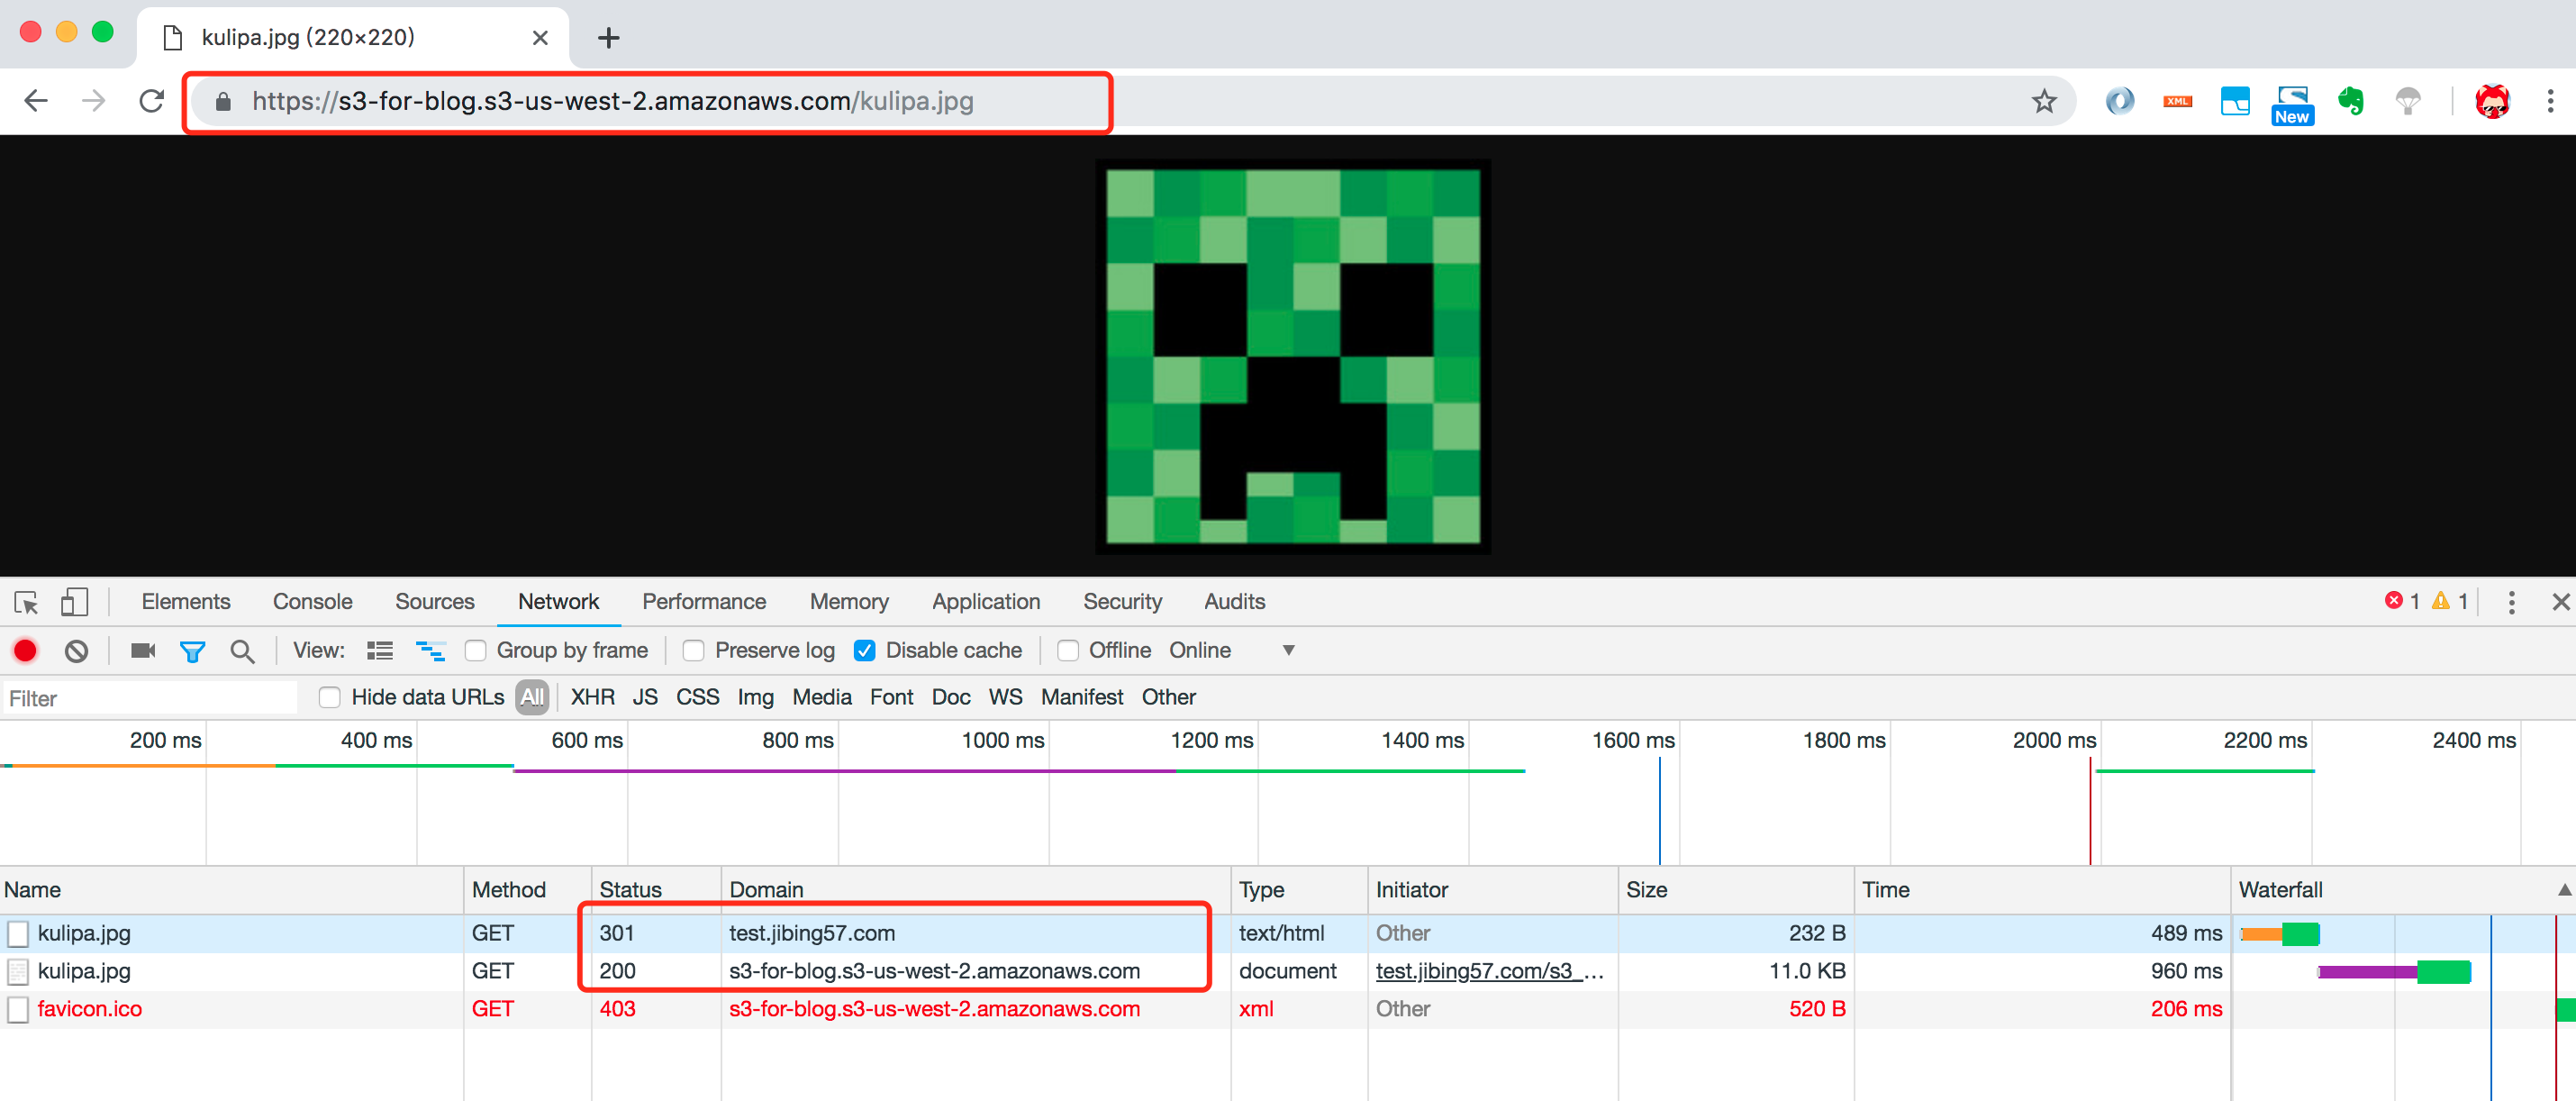 kulipa.jpg (220×220)
https://s3-for-blog.s3-us-west-2.amazonaws.com/kulipa.jpg
XML
New
Elements Console Sources Network Performance Memory Application Security Audits 1 1
View: Group by frame Preserve log Disable cache Offline Online
Filter Hide data URLs All XHR JS CSS Img Media Font Doc WS Manifest Other
200 ms 400 ms 600 ms 800 ms 1000 ms 1200 ms 1400 ms 1600 ms 1800 ms 2000 ms 2200 ms 2400 ms
Name Method Status Domain Type Initiator Size Time Waterfall
kulipa.jpg GET 301 test.jibing57.com text/html Other 232 B 489 ms
kulipa.jpg GET 200 s3-for-blog.s3-us-west-2.amazonaws.com document test.jibing57.com/s3_... 11.0 KB 960 ms
favicon.ico GET 403 s3-for-blog.s3-us-west-2.amazonaws.com xml Other 520 B 206 ms